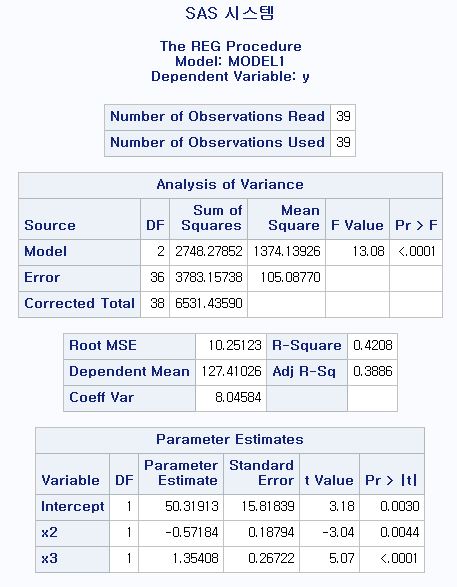 SAS 시스템
The REG Procedure
Model: MODEL1
Dependent Variable: y
Number of Observations Read 39
Number of Observations Used 39
Analysis of Variance
Source DF Sum of Squares Mean Square F Value Pr > F
Model 2 2748.27852 1374.13926 13.08 <.0001
Error 36 3783.15738 105.08770
Corrected Total 38 6531.43590
Root MSE 10.25123 R-Square 0.4208
Dependent Mean 127.41026 Adj R-Sq 0.3886
Coeff Var 8.04584
Parameter Estimates
Variable DF Parameter Estimate Standard Error t Value Pr > |t|
Intercept 1 50.31913 15.81839 3.18 0.0030
x2 1 -0.57184 0.18794 -3.04 0.0044
x3 1 1.35408 0.26722 5.07 <.0001